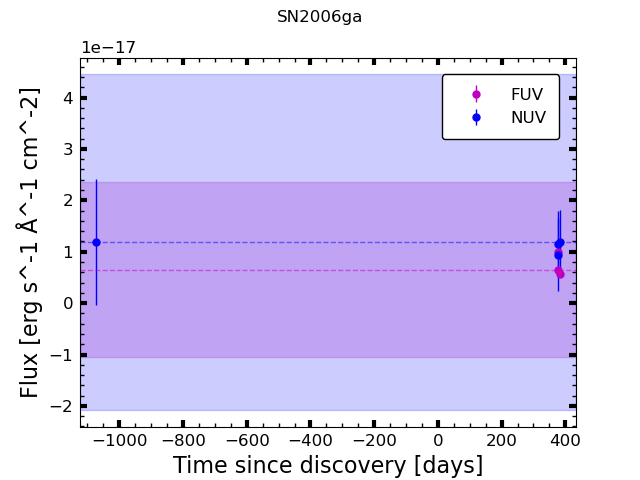 SN2006ga
1e−17
FUV
NUV
4
3
2
1
0
−1
−2
Flux [erg s^-1 Å^-1 cm^-2]
−1000 −800 −600 −400 −200 0 200 400
Time since discovery [days]